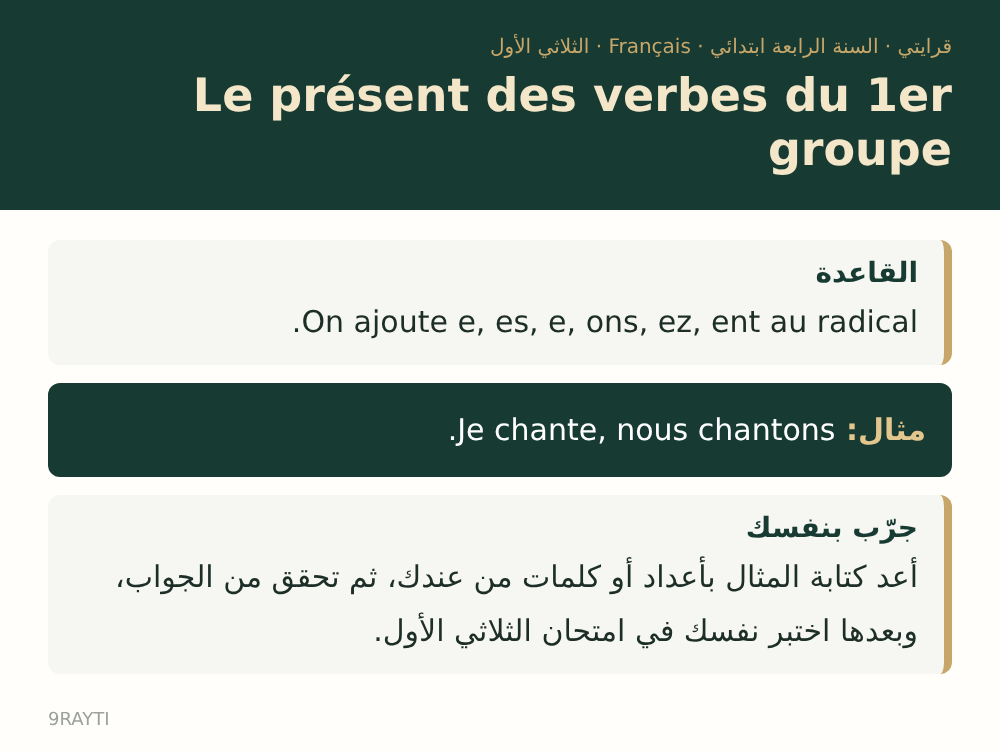 قرايتي · السنة الرابعة ابتدائي · Français · الثلاثي الأول
Le présent des verbes du 1er
groupe
القاعدة
On ajoute e, es, e, ons, ez, ent au radical.
مثال: Je chante, nous chantons.
جرّب بنفسك
أعد كتابة المثال بأعداد أو كلمات من عندك، ثم تحقق من الجواب،
وبعدها اختبر نفسك في امتحان الثلاثي الأول.
9RAYTI